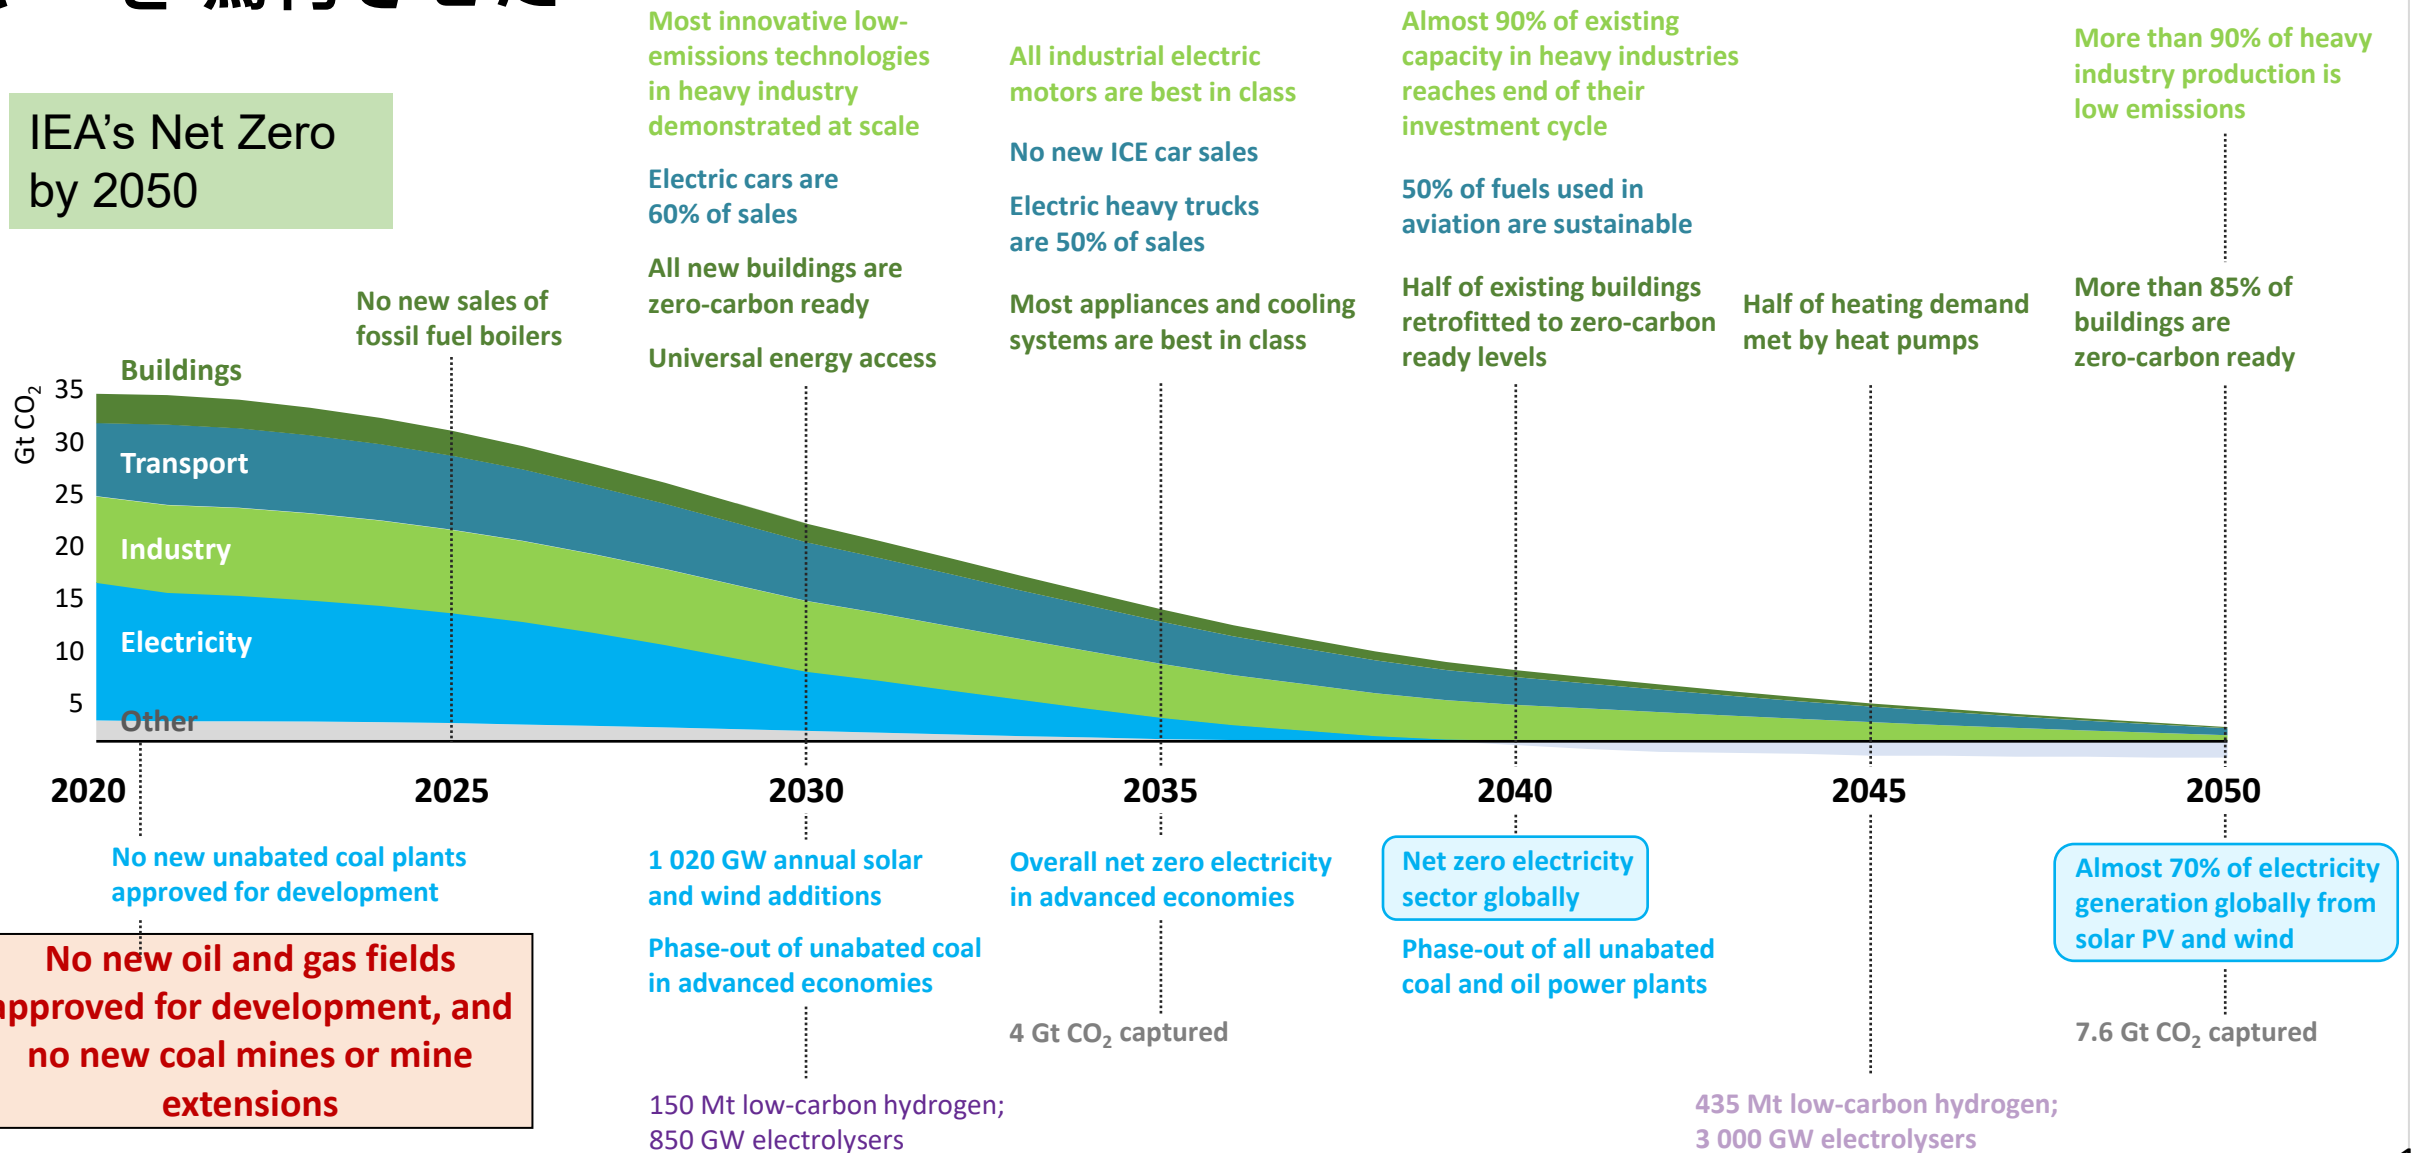 を
IEA's Net Zero
by 2050
Most innovative low-
emissions technologies
in heavy industry
demonstrated at scale
Electric cars are
60% of sales
All new buildings are
zero-carbon ready
Universal energy access
All industrial electric
motors are best in class
No new ICE car sales
Electric heavy trucks
are 50% of sales
Most appliances and cooling
systems are best in class
Almost 90% of existing
capacity in heavy industries
reaches end of their
investment cycle
50% of fuels used in
aviation are sustainable
Half of existing buildings
retrofitted to zero-carbon
ready levels
Half of heating demand
met by heat pumps
More than 90% of heavy
industry production is
low emissions
More than 85% of
buildings are
zero-carbon ready
No new sales of
fossil fuel boilers
Gt CO₂
35
30
25
20
15
10
5
Buildings
Transport
Industry
Electricity
Other
2020
2025
2030
2035
2040
2045
2050
No new unabated coal plants
approved for development
No new oil and gas fields
approved for development, and
no new coal mines or mine
extensions
1 020 GW annual solar
and wind additions
Phase-out of unabated coal
in advanced economies
150 Mt low-carbon hydrogen;
850 GW electrolysers
Overall net zero electricity
in advanced economies
4 Gt CO₂ captured
Net zero electricity
sector globally
Phase-out of all unabated
coal and oil power plants
435 Mt low-carbon hydrogen;
3 000 GW electrolysers
Almost 70% of electricity
generation globally from
solar PV and wind
7.6 Gt CO₂ captured